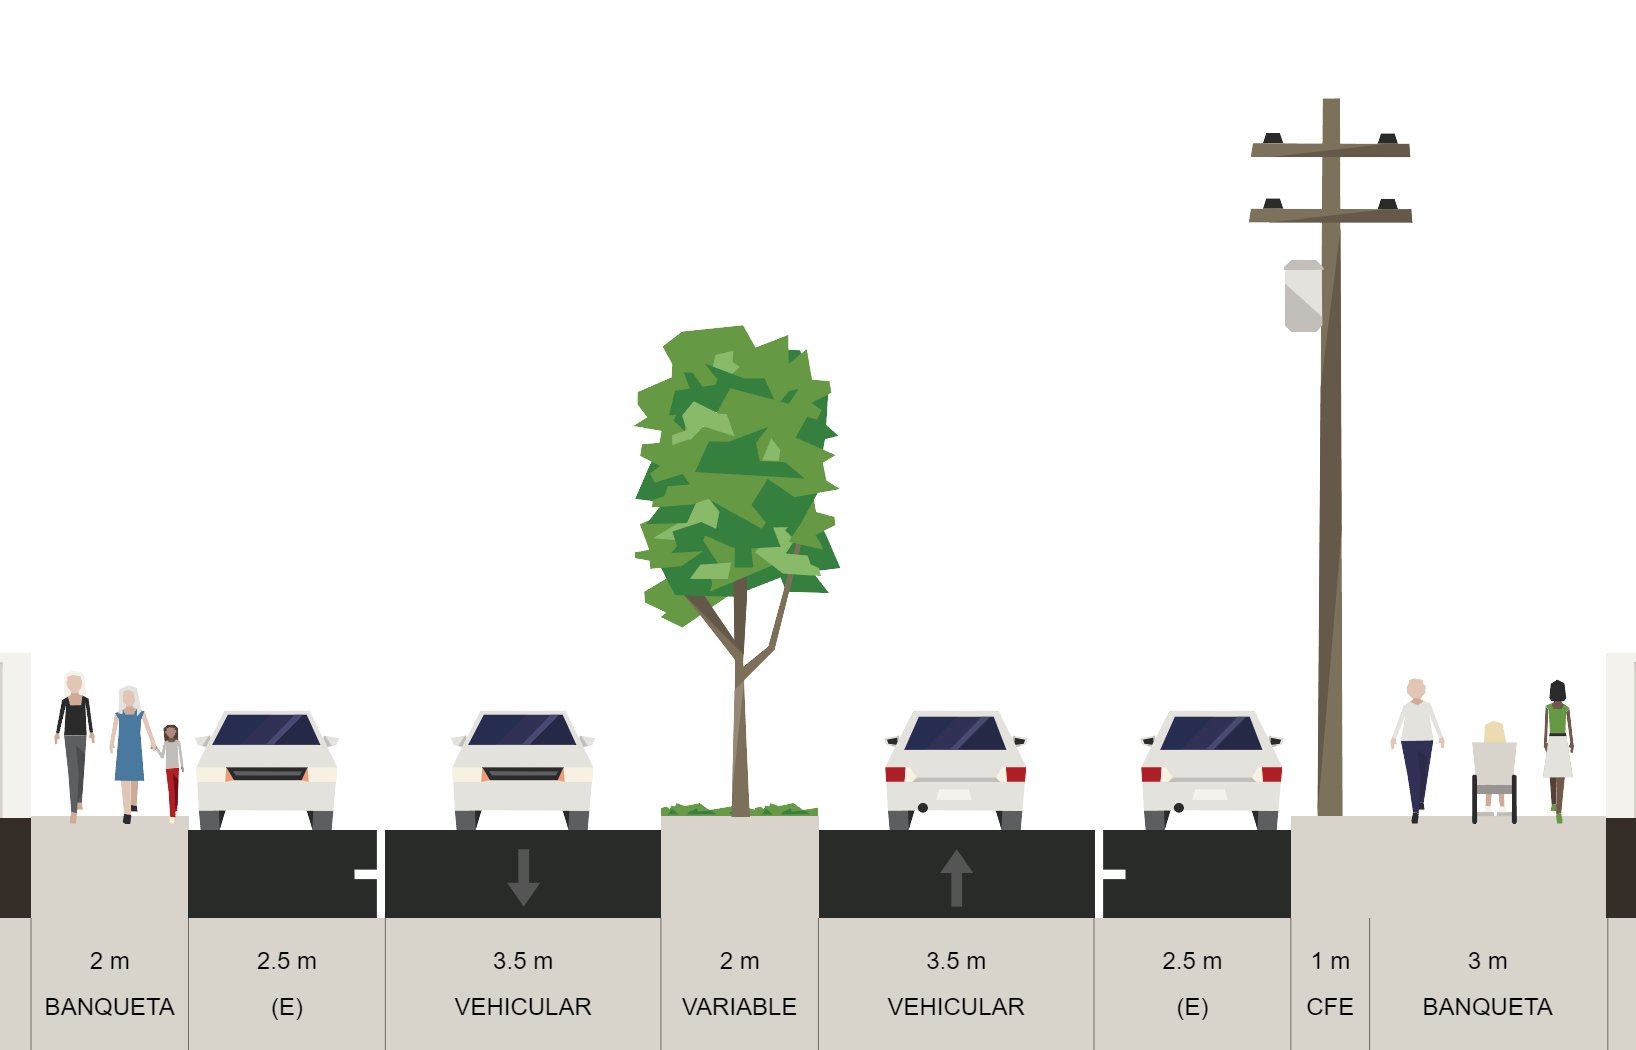 2 m
BANQUETA
2.5 m
(E)
3.5 m
VEHICULAR
2 m
VARIABLE
3.5 m
VEHICULAR
2.5 m
(E)
1 m
CFE
3 m
BANQUETA